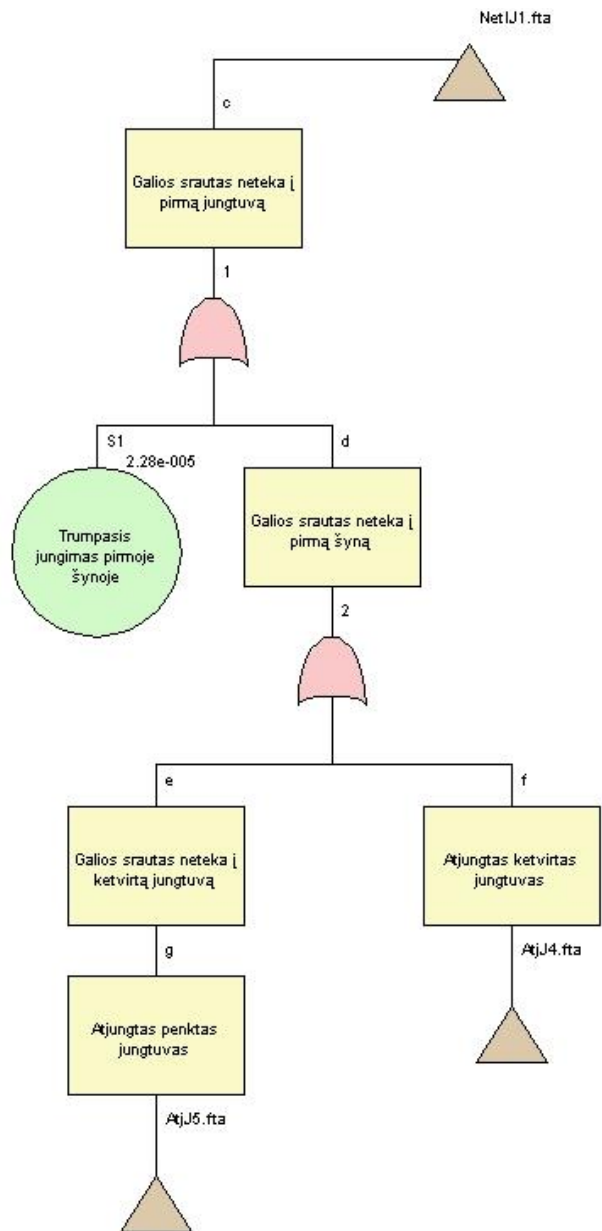 NetIJ1.fta
c
Galios srautas neteka į
pirmą jungtuvą
1
S1
2.28e-005
d
Trumpasis
jungimas pirmoje
šynoje
Galios srautas neteka į
pirmą šyną
2
e
f
Galios srautas neteka į
ketvirtą jungtuvą
Atjungtas ketvirtas
jungtuvas
g
AtjJ4.fta
Atjungtas penktas
jungtuvas
AtjJ5.fta